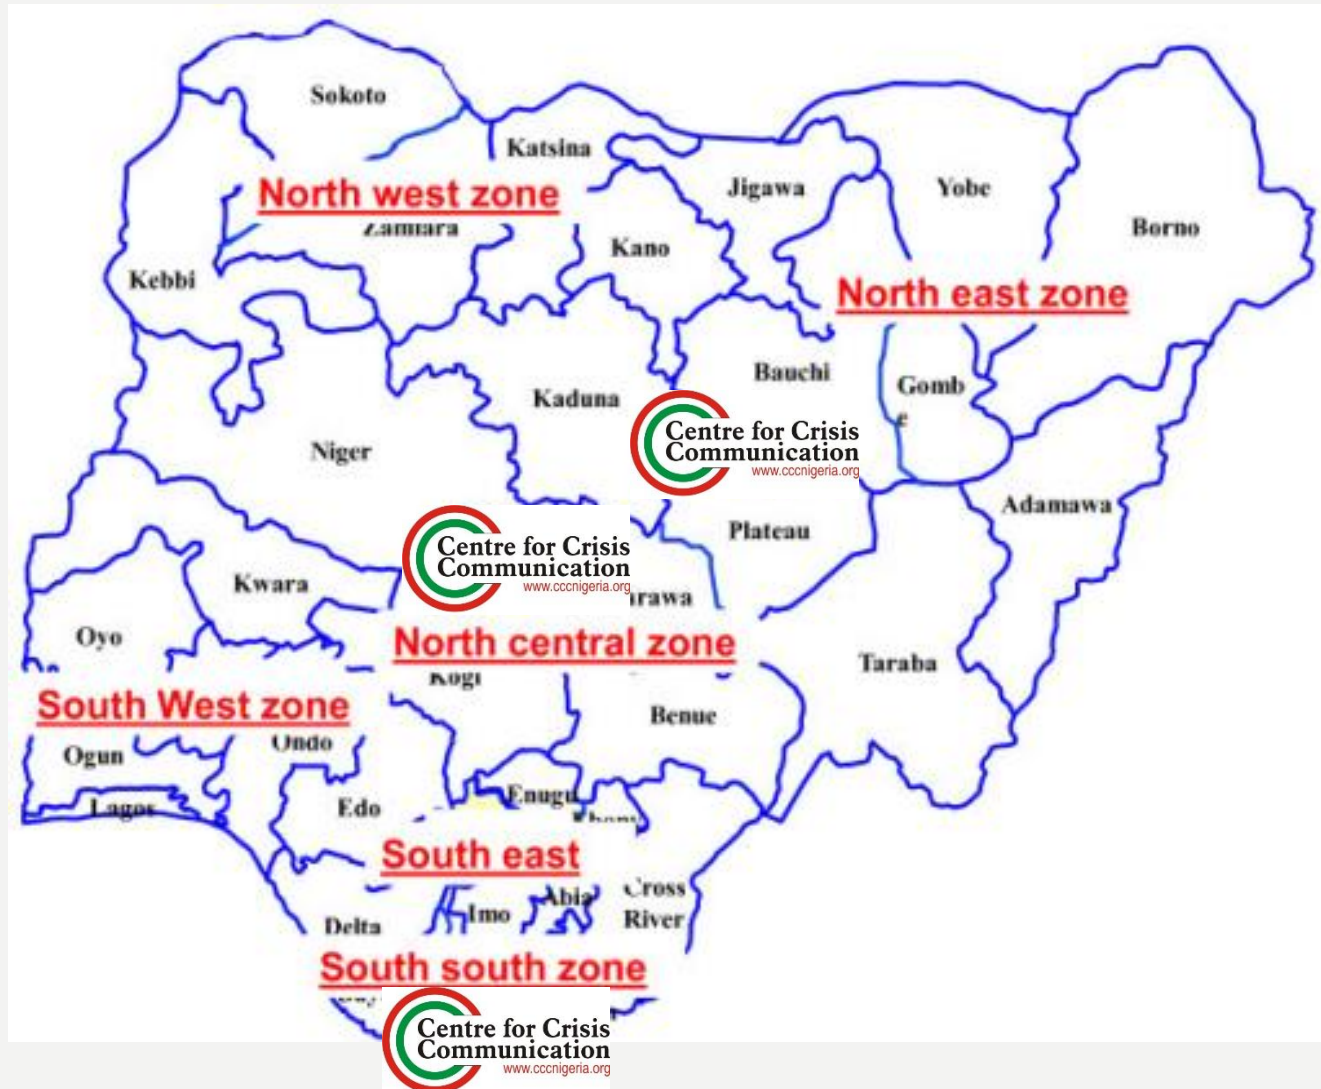 Sokoto
Katsina
North west zone
Jigawa
Yobe
Borno
Kano
Kebbi
North east zone
Bauchi
Gomb
e
Kaduna
Niger
Centre for Crisis
Communication
www.cccnigeria.org
Adamawa
Plateau
Centre for Crisis
Communication
www.cccnigeria.org
Kwara
arawa
Oyo
North central zone
Taraba
Kogi
South West zone
Benue
Ogun
Ondo
Lagos
Edo
Enugu
South east
Cross
River
Abia
Imo
Delta
South south zone
Centre for Crisis
Communication
www.cccnigeria.org